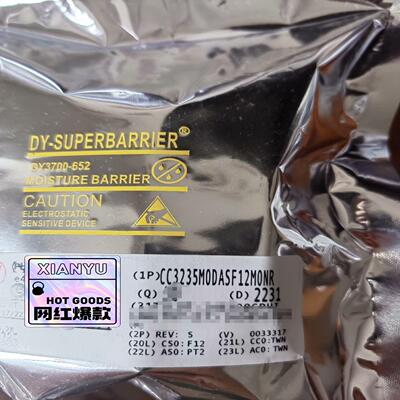 DY-SUPERBARRIER®
DY3700-652
MOISTURE BARRIER
CAUTION
ELECTROSTATIC
SENSITIVE DEVICE
XIANYU
HOT GOODS
网红爆款
(1P)CC3235MODASF12MONR
(Q)
(D) 2231
(2P) REV: S (V) 0033317
(20L) CSO:F12 (21L) CCO:TWN
(22L) ASO:PT2 (23L) ACO:TWN